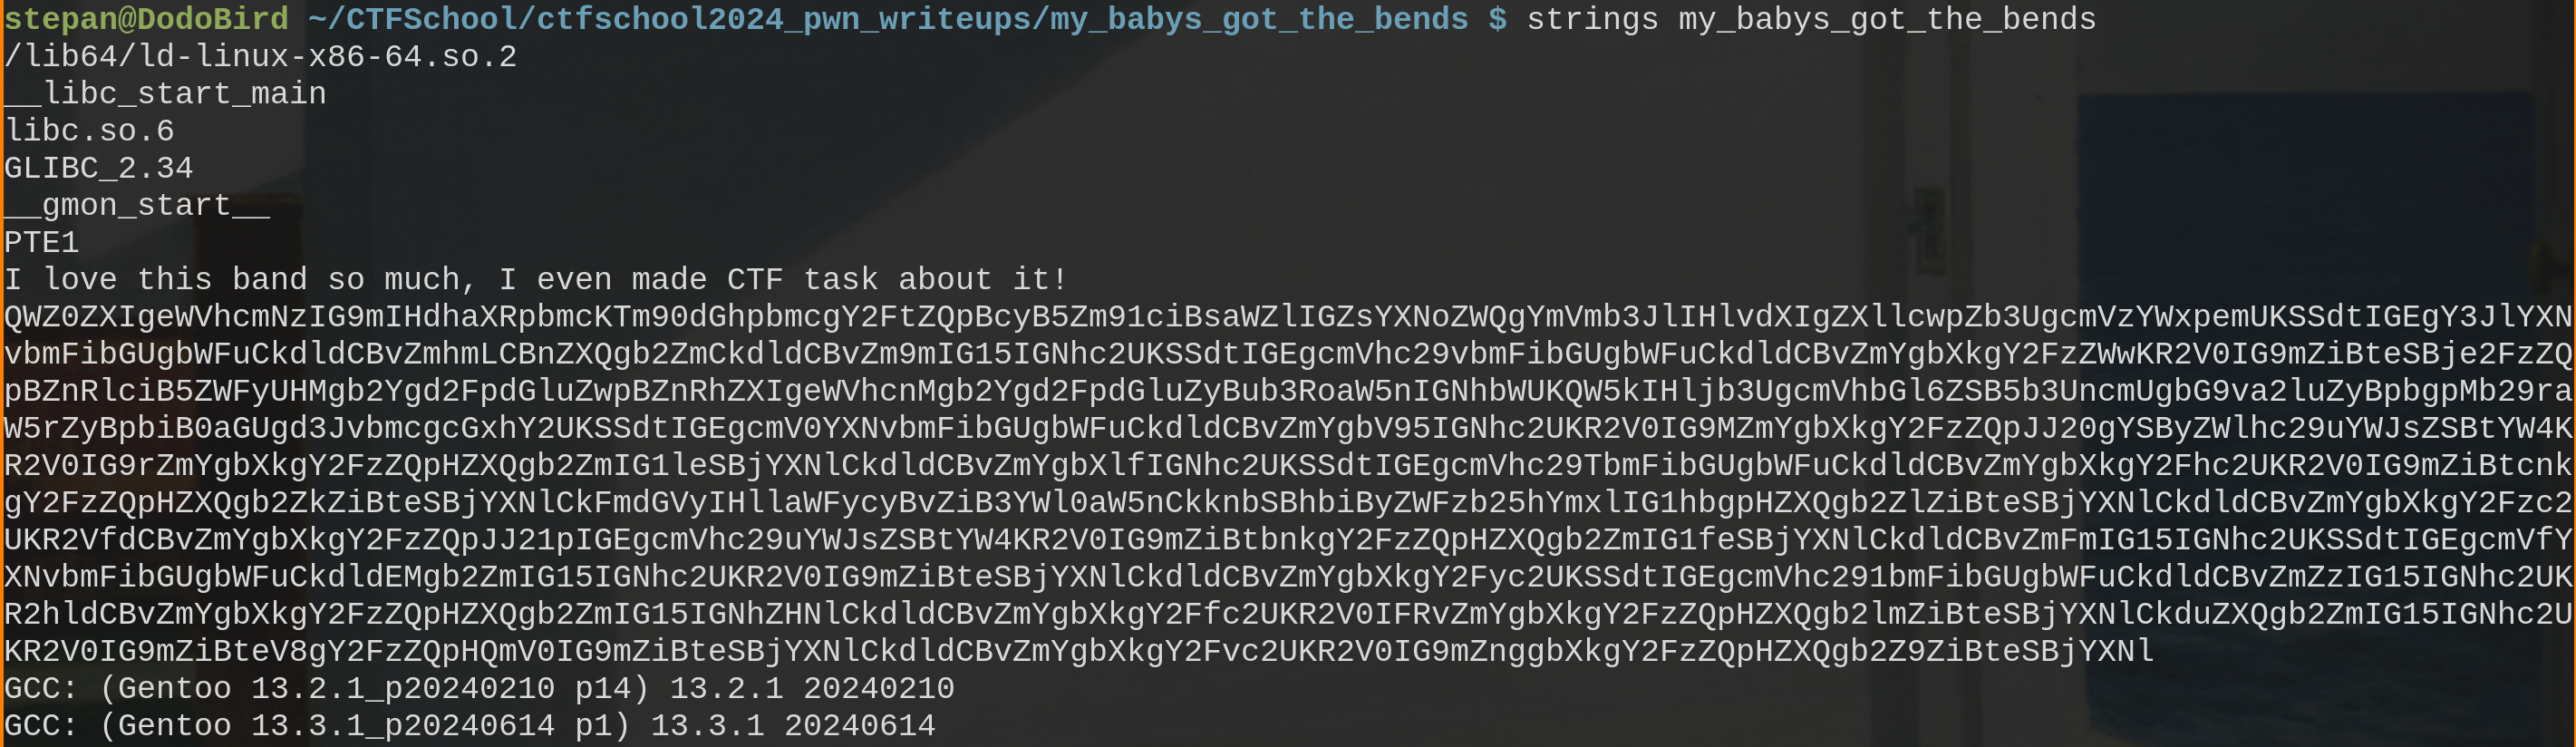 stepan@DodoBird ~/CTFSchool/ctfschool2024_pwn_writeups/my_babys_got_the_bends $ strings my_babys_got_the_bends
/lib64/ld-linux-x86-64.so.2
__libc_start_main
libc.so.6
GLIBC_2.34
__gmon_start__
PTE1
I love this band so much, I even made CTF task about it!
QWZ0ZXIgeWVhcmNzIG9mIHdhaXRpbmcKTm90dGhpbmcgY2FtZQpBcyB5Zm91ciBsaWZlIGZsYXNoZWQgYmVmb3JlIHlvdXIgZXllcwpZb3UgcmVzYWxpemUKSSdtIGEgY3JlYXN
vbmFibGUgbWFuCkdldCBvZmhmLCBnZXQgb2ZmCkdldCBvZm9mIG15IGNhc2UKSSdtIGEgcmVhc29vbmFibGUgbWFuCkdldCBvZmYgbXkgY2FzZWwKR2V0IG9mZiBteSBje2FzZQ
pBZnRlciB5ZWFyUHMgb2Ygd2FpdGluZwpBZnRhZXIgeWVhcnMgb2Ygd2FpdGluZyBub3RoaW5nIGNhbWUKQW5kIHljb3UgcmVhbGl6ZSB5b3UncmUgbG9va2luZyBpbgpMb29ra
W5rZyBpbiB0aGUgd3JvbmcgcGxhY2UKSSdtIGEgcmV0YXNvbmFibGUgbWFuCkdldCBvZmYgbV95IGNhc2UKR2V0IG9MZmYgbXkgY2FzZQpJJ20gYSByZWlhc29uYWJsZSBtYW4K
R2V0IG9rZmYgbXkgY2FzZQpHZXQgb2ZmIG1leSBjYXNlCkdldCBvZmYgbXlfIGNhc2UKSSdtIGEgcmVhc29TbmFibGUgbWFuCkdldCBvZmYgbXkgY2Fhc2UKR2V0IG9mZiBtcnk
gY2FzZQpHZXQgb2ZkZiBteSBjYXNlCkFmdGVyIHllaWFycyBvZiB3YWl0aW5nCkknbSBhbiByZWFzb25hYmxlIG1hbgpHZXQgb2ZlZiBteSBjYXNlCkdldCBvZmYgbXkgY2Fzc2
UKR2VfdCBvZmYgbXkgY2FzZQpJJ21pIGEgcmVhc29uYWJsZSBtYW4KR2V0IG9mZiBtbnkgY2FzZQpHZXQgb2ZmIG1feSBjYXNlCkdldCBvZmFmIG15IGNhc2UKSSdtIGEgcmVfY
XNvbmFibGUgbWFuCkdldEMgb2ZmIG15IGNhc2UKR2V0IG9mZiBteSBjYXNlCkdldCBvZmYgbXkgY2Fyc2UKSSdtIGEgcmVhc291bmFibGUgbWFuCkdldCBvZmZzIG15IGNhc2UK
R2hldCBvZmYgbXkgY2FzZQpHZXQgb2ZmIG15IGNhZHNlCkdldCBvZmYgbXkgY2Ffc2UKR2V0IFRvZmYgbXkgY2FzZQpHZXQgb2lmZiBteSBjYXNlCkduZXQgb2ZmIG15IGNhc2U
KR2V0IG9mZiBteV8gY2FzZQpHQmV0IG9mZiBteSBjYXNlCkdldCBvZmYgbXkgY2Fvc2UKR2V0IG9mZnggbXkgY2FzZQpHZXQgb2Z9ZiBteSBjYXNl
GCC: (Gentoo 13.2.1_p20240210 p14) 13.2.1 20240210
GCC: (Gentoo 13.3.1_p20240614 p1) 13.3.1 20240614